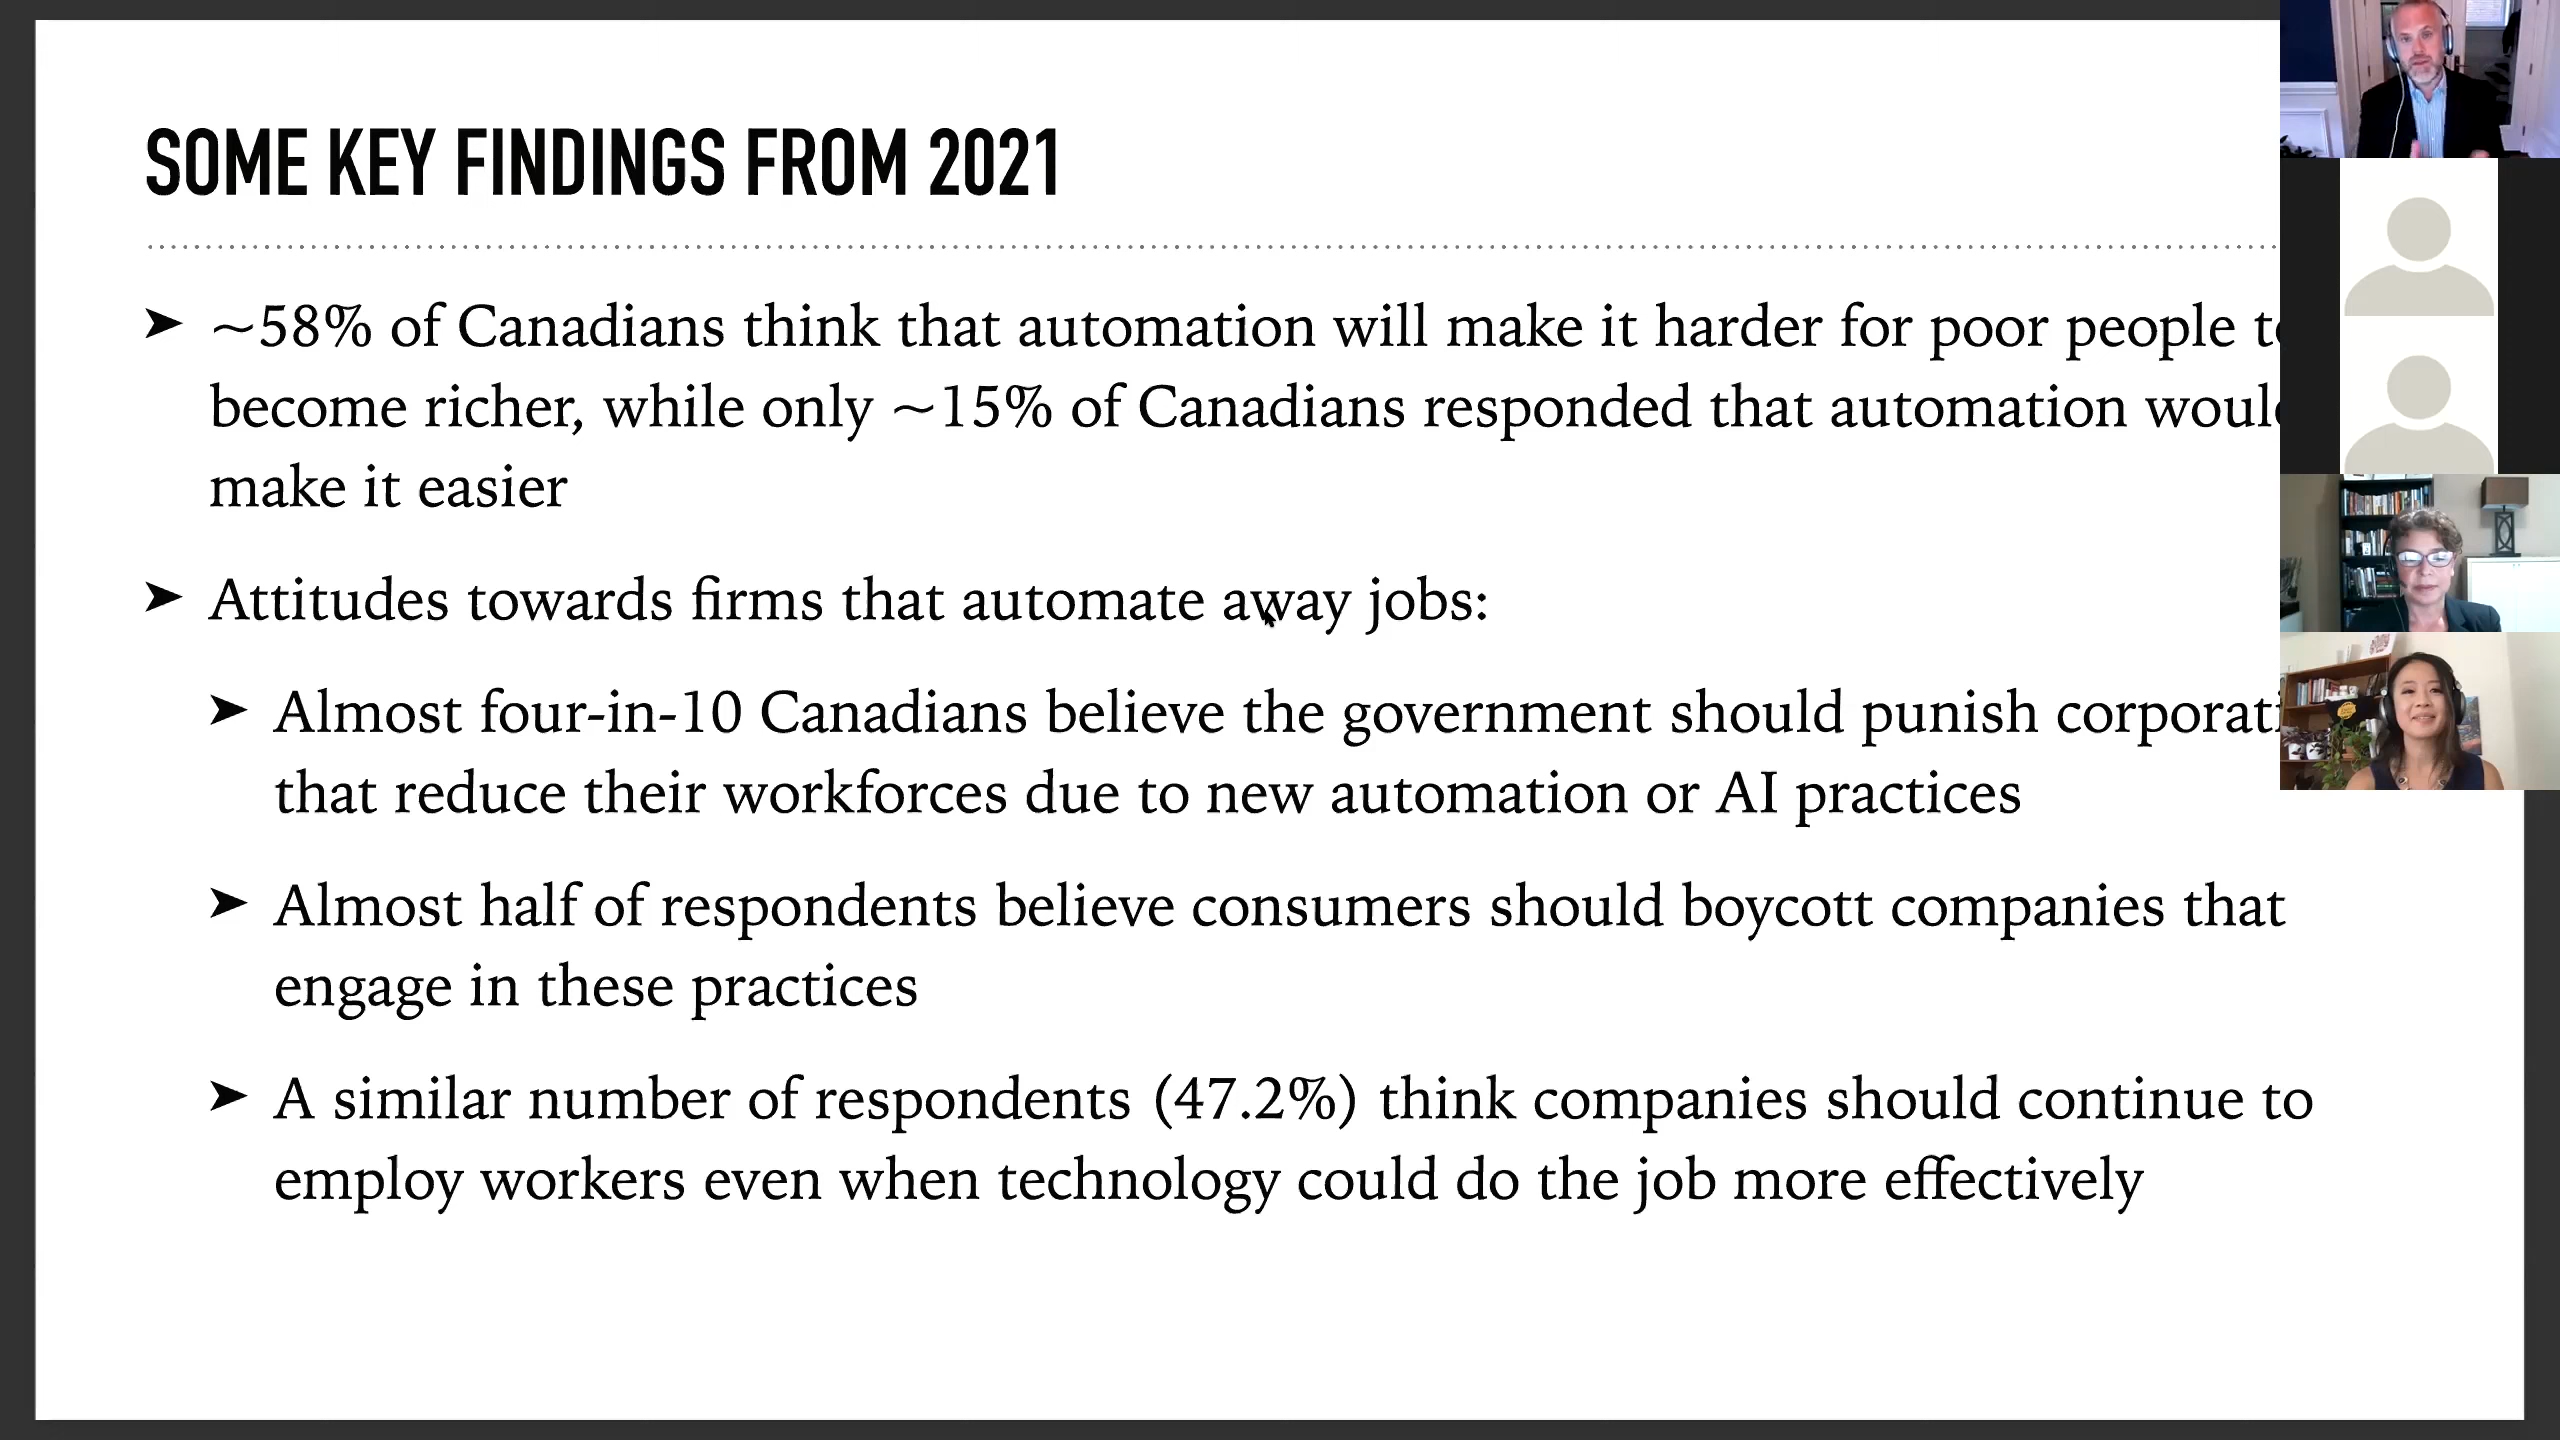 SOME KEY FINDINGS FROM 2021
➤ ~58% of Canadians think that automation will make it harder for poor people t
become richer, while only ~15% of Canadians responded that automation woul
make it easier
➤ Attitudes towards firms that automate away jobs:
➤ Almost four-in-10 Canadians believe the government should punish corporati
that reduce their workforces due to new automation or AI practices
➤ Almost half of respondents believe consumers should boycott companies that
engage in these practices
➤ A similar number of respondents (47.2%) think companies should continue to
employ workers even when technology could do the job more effectively